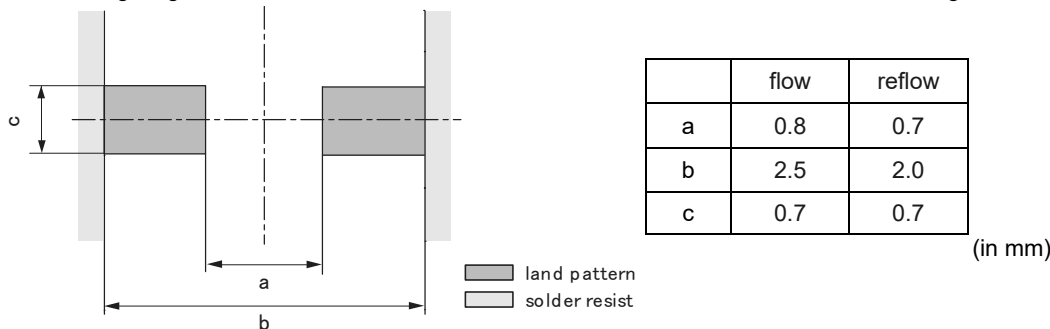 c
a
b
land pattern
solder resist
flow reflow
a 0.8 0.7
b 2.5 2.0
c 0.7 0.7
(in mm)